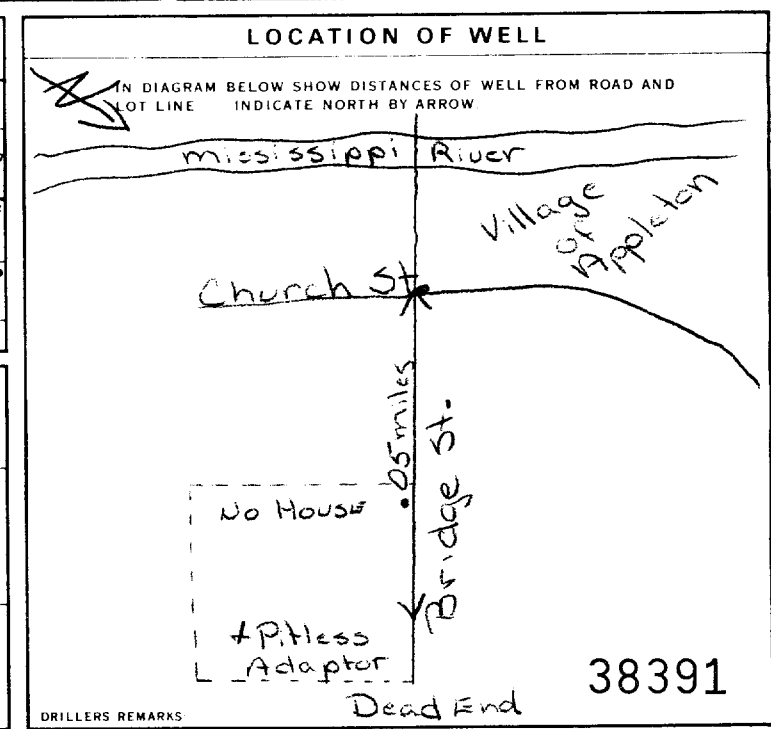 LOCATION OF WELL
IN DIAGRAM BELOW SHOW DISTANCES OF WELL FROM ROAD AND
LOT LINE INDICATE NORTH BY ARROW.
mississippi River
Village
of
Appleton
Church St
.05 miles
Bridge St.
No House
+ Pitless
Adaptor
38391
Dead End
DRILLERS REMARKS